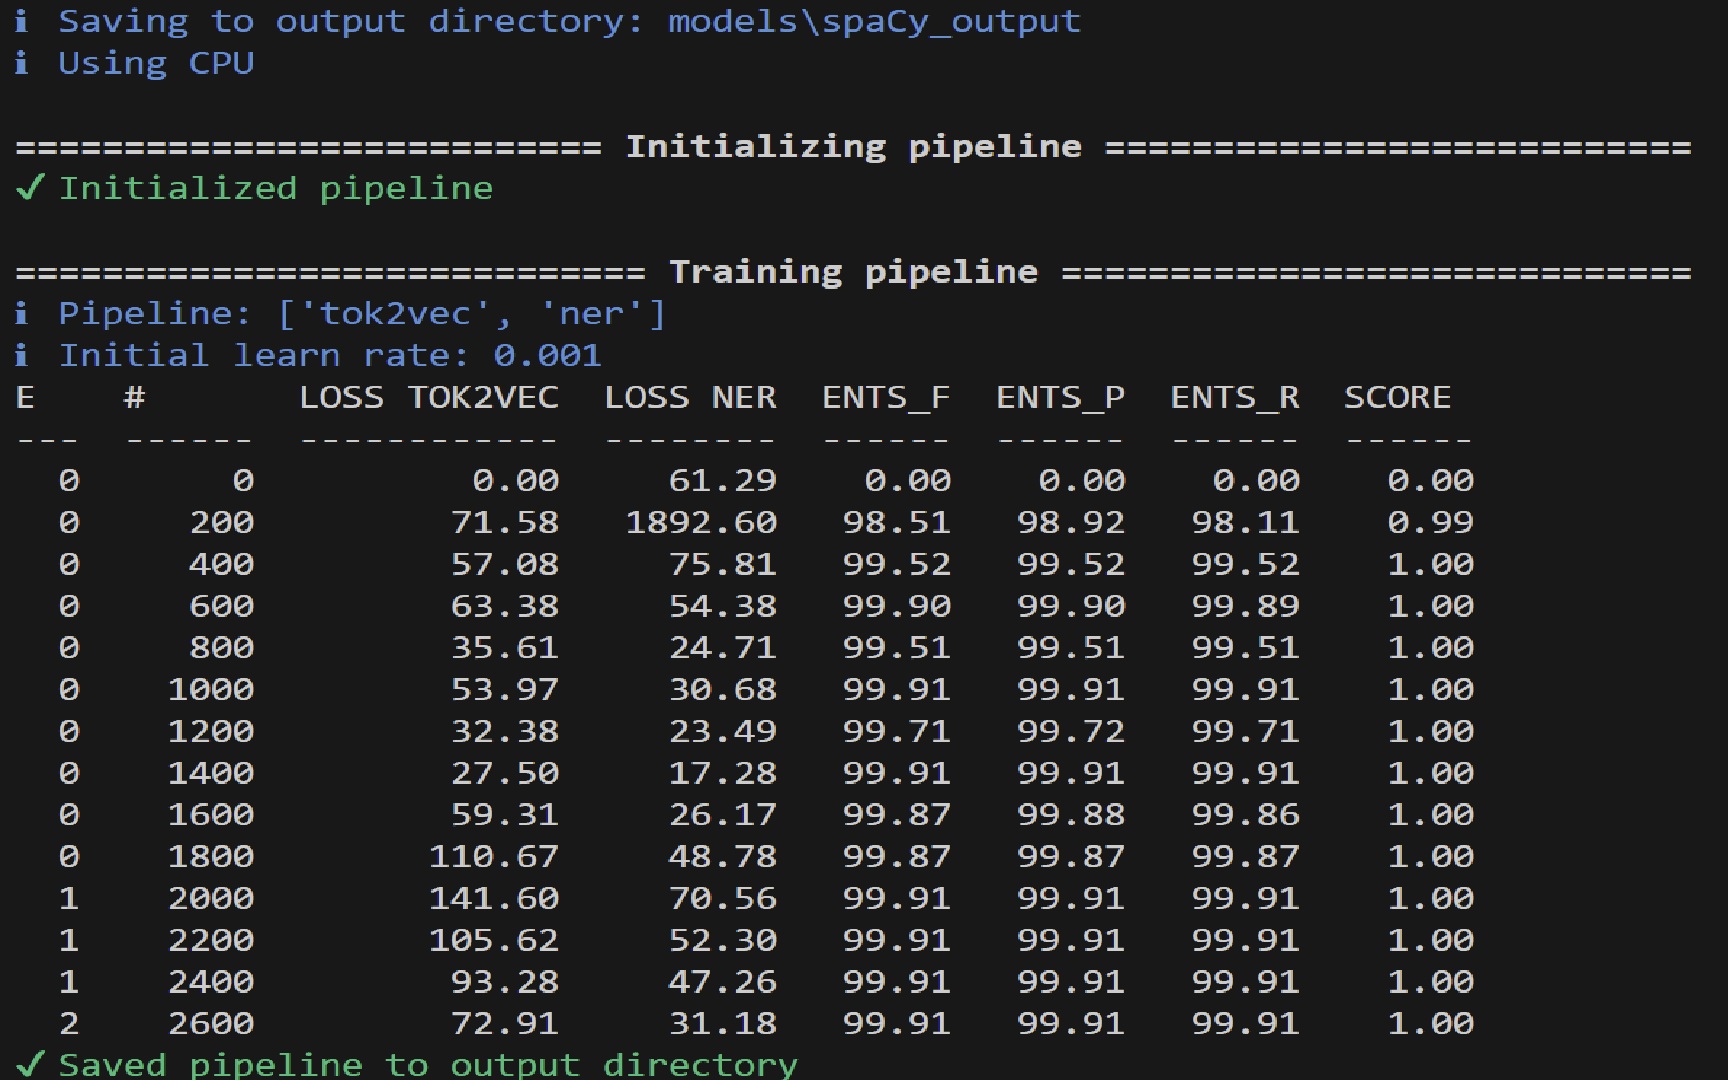 ℹ Saving to output directory: models\spaCy_output
ℹ Using CPU
=========================== Initializing pipeline ===========================
✔ Initialized pipeline
============================= Training pipeline =============================
ℹ Pipeline: ['tok2vec', 'ner']
ℹ Initial learn rate: 0.001
E    #       LOSS TOK2VEC  LOSS NER  ENTS_F  ENTS_P  ENTS_R  SCORE
---  ------  ------------  --------  ------  ------  ------  ------
  0       0          0.00     61.29    0.00    0.00    0.00    0.00
  0     200         71.58   1892.60   98.51   98.92   98.11    0.99
  0     400         57.08     75.81   99.52   99.52   99.52    1.00
  0     600         63.38     54.38   99.90   99.90   99.89    1.00
  0     800         35.61     24.71   99.51   99.51   99.51    1.00
  0    1000         53.97     30.68   99.91   99.91   99.91    1.00
  0    1200         32.38     23.49   99.71   99.72   99.71    1.00
  0    1400         27.50     17.28   99.91   99.91   99.91    1.00
  0    1600         59.31     26.17   99.87   99.88   99.86    1.00
  0    1800        110.67     48.78   99.87   99.87   99.87    1.00
  1    2000        141.60     70.56   99.91   99.91   99.91    1.00
  1    2200        105.62     52.30   99.91   99.91   99.91    1.00
  1    2400         93.28     47.26   99.91   99.91   99.91    1.00
  2    2600         72.91     31.18   99.91   99.91   99.91    1.00
✔ Saved pipeline to output directory